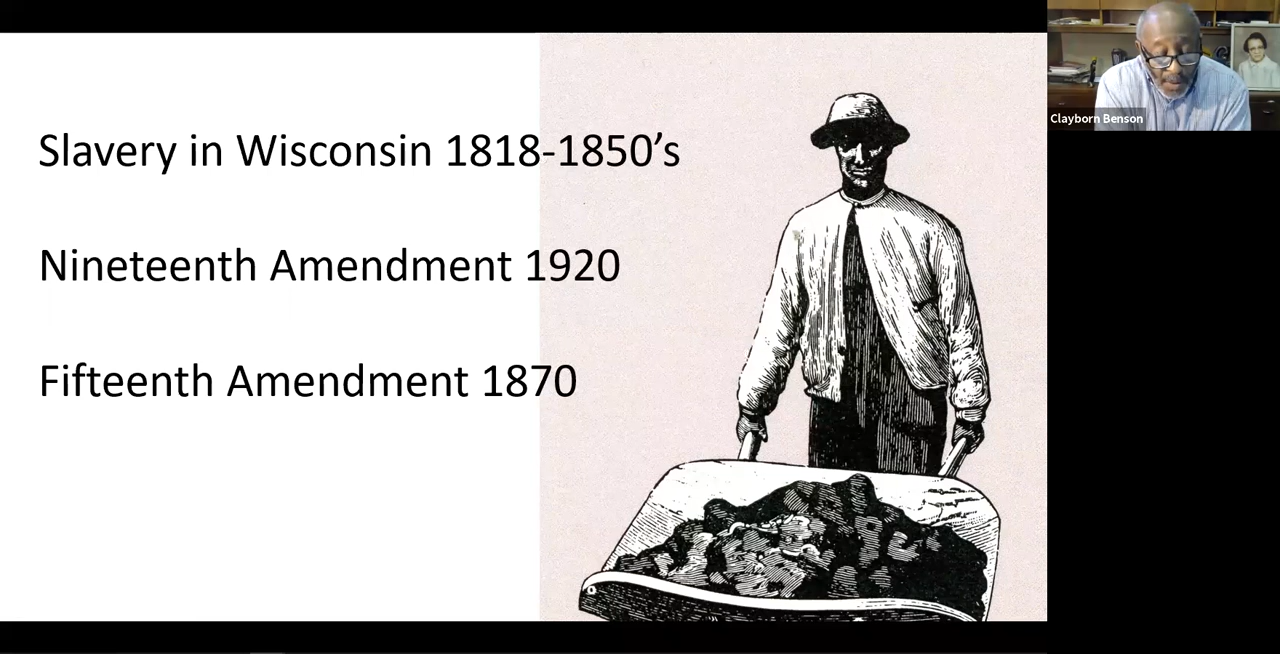 Slavery in Wisconsin 1818-1850’s
Nineteenth Amendment 1920
Fifteenth Amendment 1870
Clayborn Benson